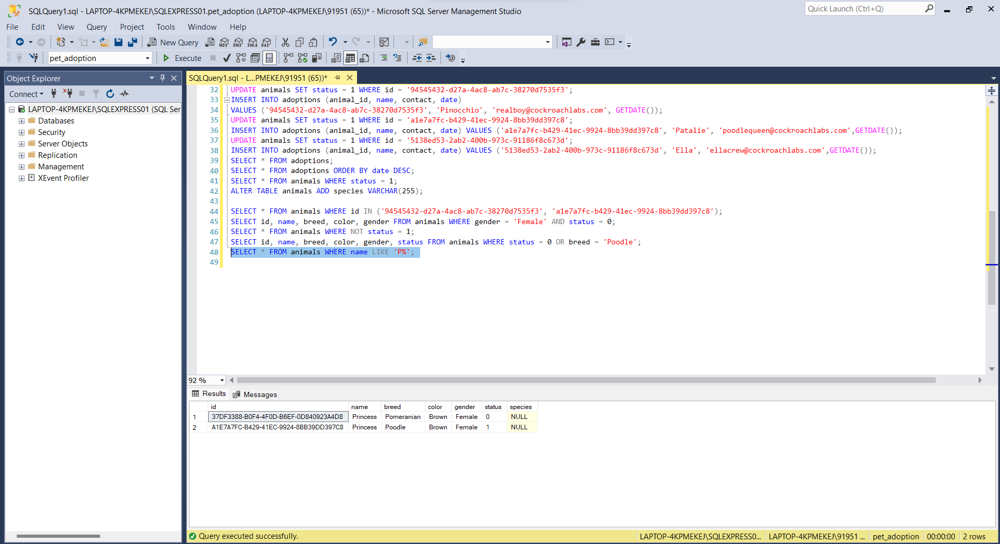 SQLQuery1.sql - LAPTOP-4KPMEKEJ\SQLEXPRESS01.pet_adoption (LAPTOP-4KPMEKEJ\91951 (65))* - Microsoft SQL Server Management Studio
Quick Launch (Ctrl+Q)
File Edit View Query Project Tools Window Help
New Query MDX DMX XMLA DAX
pet_adoption Execute
Object Explorer
Connect
LAPTOP-4KPMEKEJ\SQLEXPRESS01 (SQL Ser
Databases
Security
Server Objects
Replication
Management
XEvent Profiler
SQLQuery1.sql - L...PMEKEJ\91951 (65))*
32 UPDATE animals SET status = 1 WHERE id = '94545432-d27a-4ac8-ab7c-38270d7535f3';
33 INSERT INTO adoptions (animal_id, name, contact, date)
34 VALUES ('94545432-d27a-4ac8-ab7c-38270d7535f3', 'Pinocchio', 'realboy@cockroachlabs.com', GETDATE());
35 UPDATE animals SET status = 1 WHERE id = 'a1e7a7fc-b429-41ec-9924-8bb39dd397c8';
36 INSERT INTO adoptions (animal_id, name, contact, date) VALUES ('a1e7a7fc-b429-41ec-9924-8bb39dd397c8', 'Patalie', 'poodlequeen@cockroachlabs.com',GETDATE());
37 UPDATE animals SET status = 1 WHERE id = '5138ed53-2ab2-400b-973c-91186f8c673d';
38 INSERT INTO adoptions (animal_id, name, contact, date) VALUES ('5138ed53-2ab2-400b-973c-91186f8c673d', 'Ella', 'ellacrew@cockroachlabs.com',GETDATE());
39 SELECT * FROM adoptions;
40 SELECT * FROM adoptions ORDER BY date DESC;
41 SELECT * FROM animals WHERE status = 1;
42 ALTER TABLE animals ADD species VARCHAR(255);
43
44 SELECT * FROM animals WHERE id IN ('94545432-d27a-4ac8-ab7c-38270d7535f3', 'a1e7a7fc-b429-41ec-9924-8bb39dd397c8');
45 SELECT id, name, breed, color, gender FROM animals WHERE gender = 'Female' AND status = 0;
46 SELECT * FROM animals WHERE NOT status = 1;
47 SELECT id, name, breed, color, gender, status FROM animals WHERE status = 0 OR breed = 'Poodle';
48 SELECT * FROM animals WHERE name LIKE 'P%';
49
92 %
Results Messages
id name breed color gender status species
1 37DF3388-B0F4-4F0D-B6EF-0D840923A4D8 Princess Pomeranian Brown Female 0 NULL
2 A1E7A7FC-B429-41EC-9924-8BB39DD397C8 Princess Poodle Brown Female 1 NULL
Query executed successfully. LAPTOP-4KPMEKEJ\SQLEXPRESS0... LAPTOP-4KPMEKEJ\91951 ... pet_adoption 00:00:00 2 rows